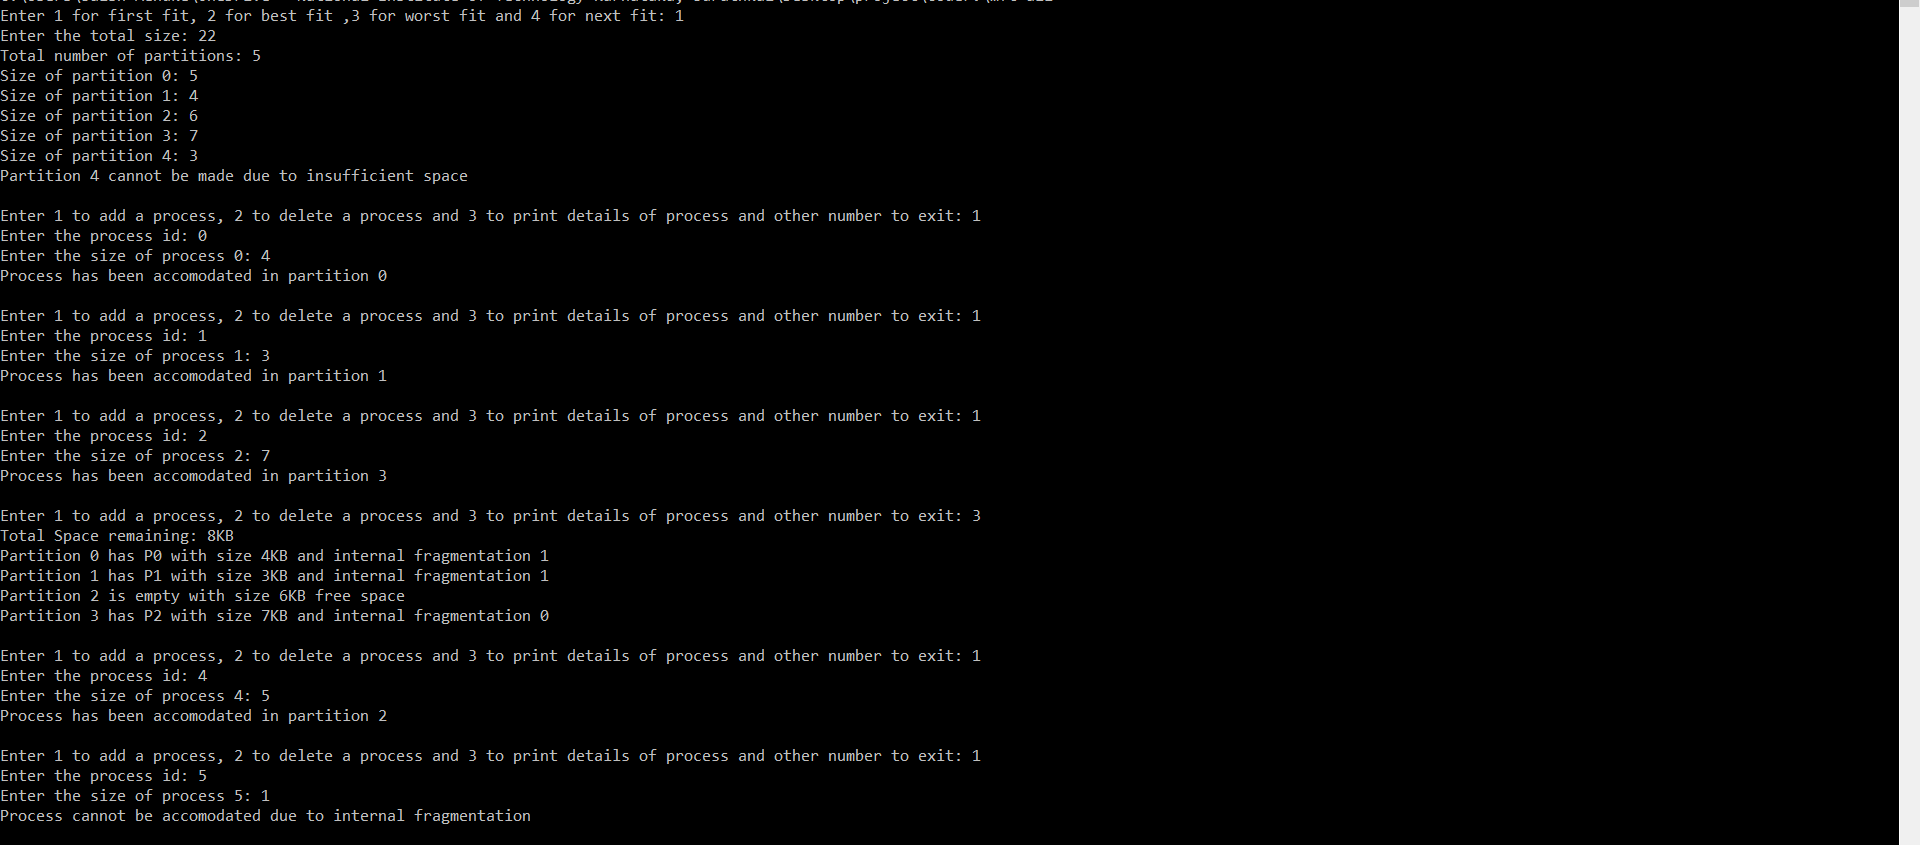 Enter 1 for first fit, 2 for best fit ,3 for worst fit and 4 for next fit: 1
Enter the total size: 22
Total number of partitions: 5
Size of partition 0: 5
Size of partition 1: 4
Size of partition 2: 6
Size of partition 3: 7
Size of partition 4: 3
Partition 4 cannot be made due to insufficient space
Enter 1 to add a process, 2 to delete a process and 3 to print details of process and other number to exit: 1
Enter the process id: 0
Enter the size of process 0: 4
Process has been accomodated in partition 0
Enter 1 to add a process, 2 to delete a process and 3 to print details of process and other number to exit: 1
Enter the process id: 1
Enter the size of process 1: 3
Process has been accomodated in partition 1
Enter 1 to add a process, 2 to delete a process and 3 to print details of process and other number to exit: 1
Enter the process id: 2
Enter the size of process 2: 7
Process has been accomodated in partition 3
Enter 1 to add a process, 2 to delete a process and 3 to print details of process and other number to exit: 3
Total Space remaining: 8KB
Partition 0 has P0 with size 4KB and internal fragmentation 1
Partition 1 has P1 with size 3KB and internal fragmentation 1
Partition 2 is empty with size 6KB free space
Partition 3 has P2 with size 7KB and internal fragmentation 0
Enter 1 to add a process, 2 to delete a process and 3 to print details of process and other number to exit: 1
Enter the process id: 4
Enter the size of process 4: 5
Process has been accomodated in partition 2
Enter 1 to add a process, 2 to delete a process and 3 to print details of process and other number to exit: 1
Enter the process id: 5
Enter the size of process 5: 1
Process cannot be accomodated due to internal fragmentation